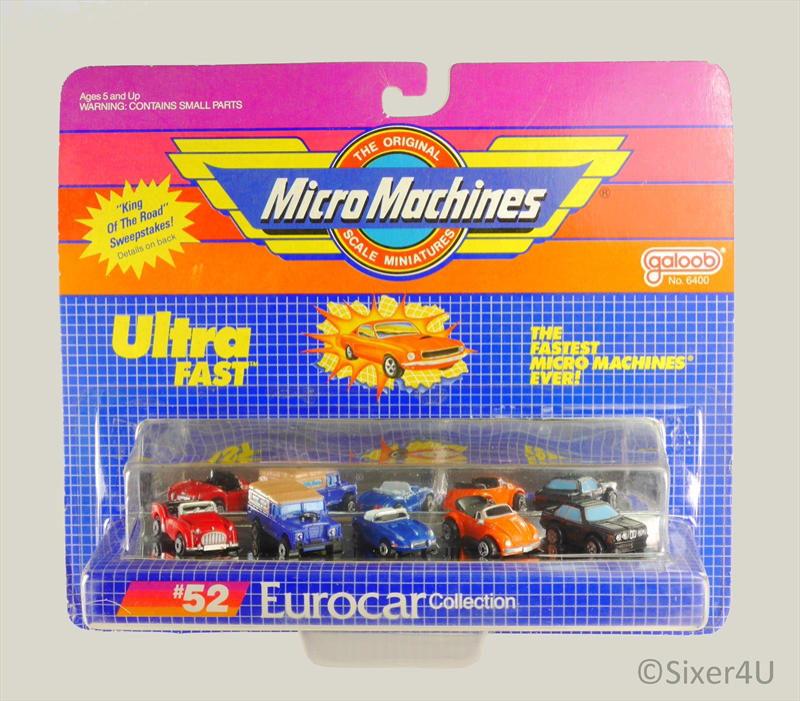 Ages 5 and Up
WARNING: CONTAINS SMALL PARTS
THE ORIGINAL
Micro Machines®
SCALE MINIATURES
"King
Of The Road"
Sweepstakes!
Details on back
galoob®
No. 6400
Ultra
FAST™
THE
FASTEST
MICRO MACHINES®
EVER!
#52 Eurocar Collection
©Sixer4U